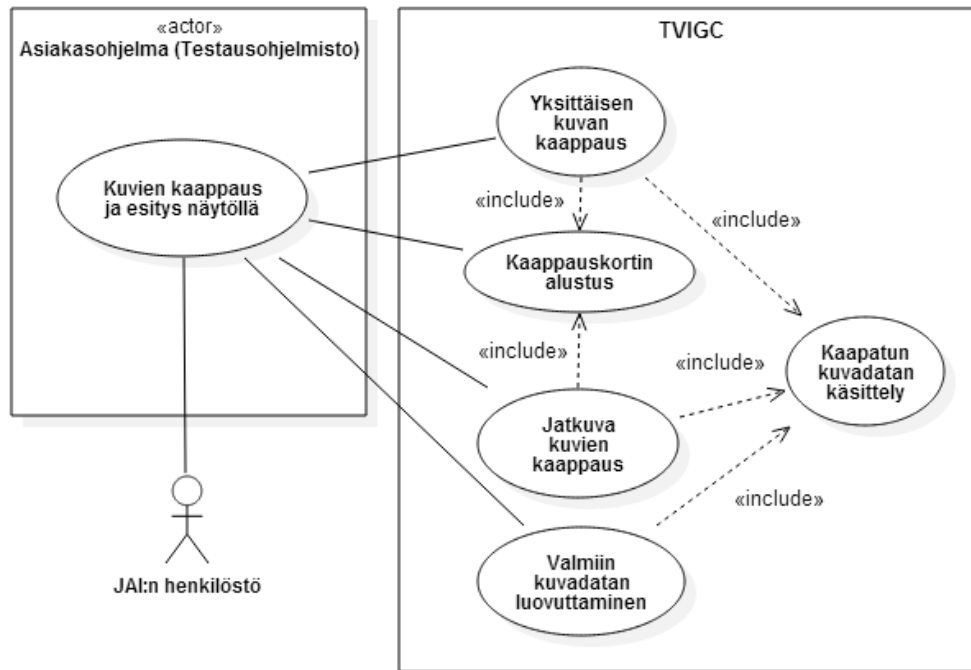 «actor»
Asiakasohjelma (Testausohjelmisto)
Kuvien kaappaus
ja esitys näytöllä
JAI:n henkilöstö
TVIGC
Yksittäisen
kuvan
kaappaus
«include»
«include»
Kaappauskortin
alustus
«include»
«include»
Kaapatun
kuvadatan
käsittely
Jatkuva
kuvien
kaappaus
«include»
Valmiin
kuvadatan
luovuttaminen